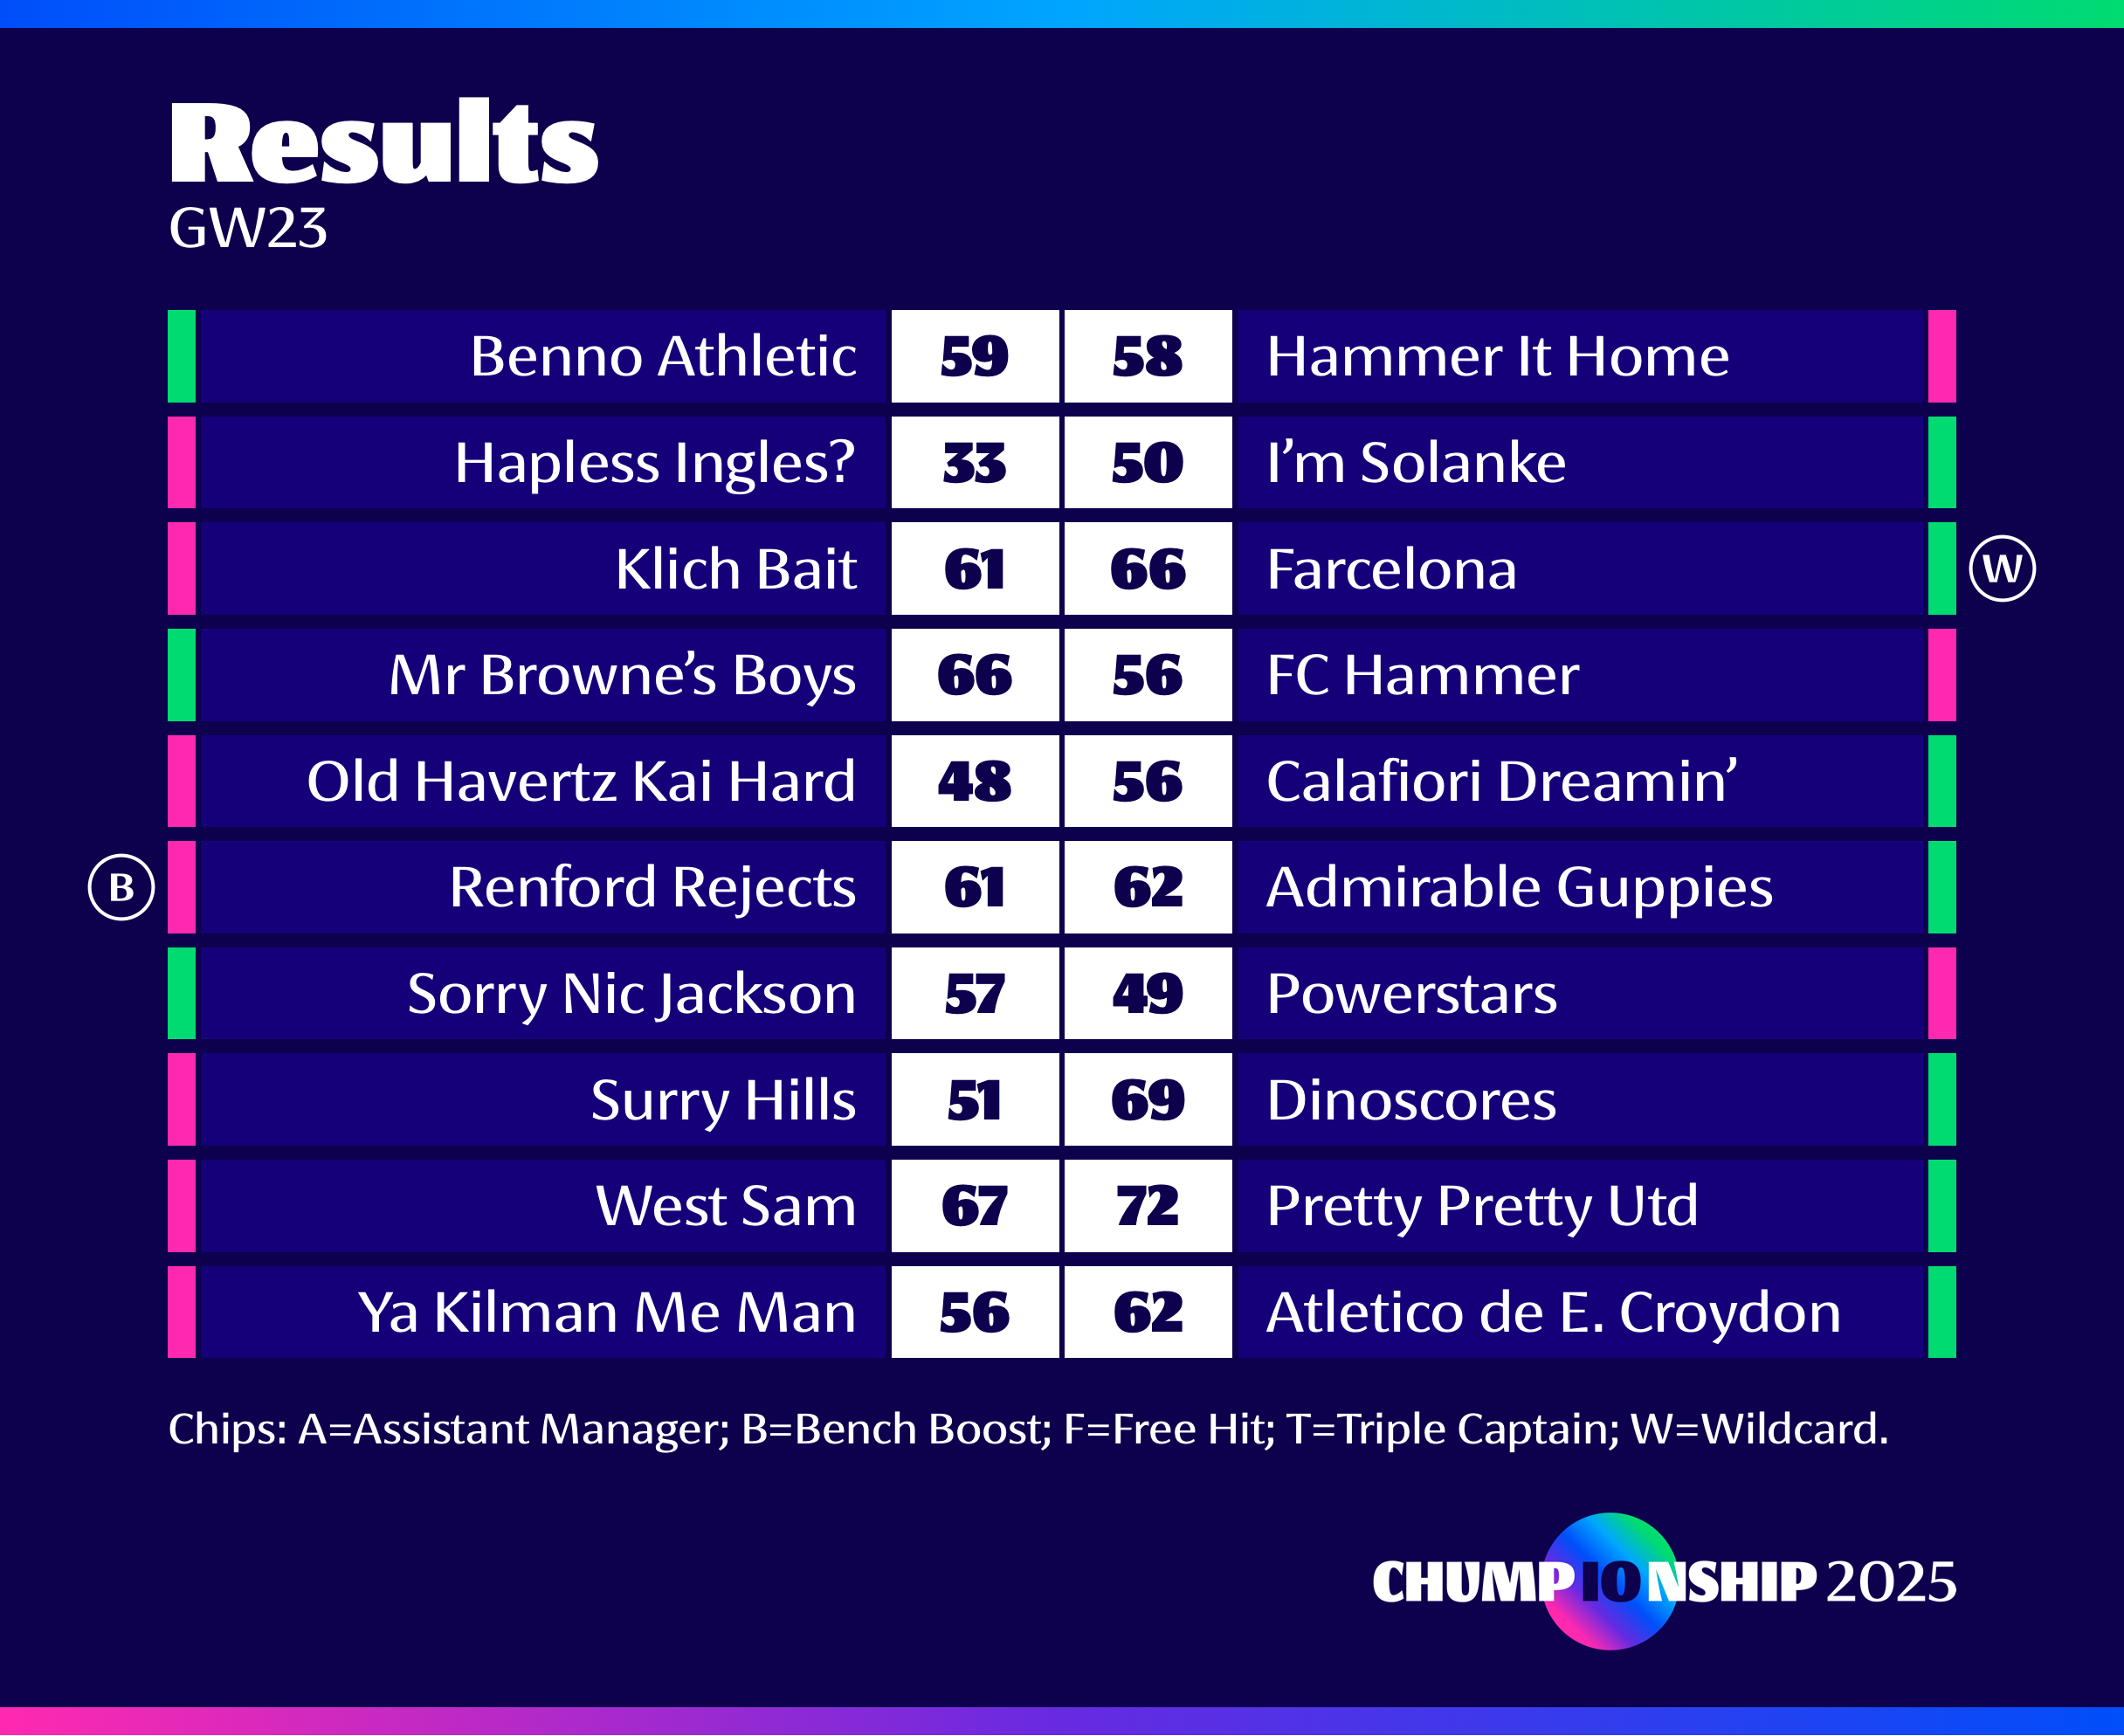 Results
GW23
Benno Athletic 59 58 Hammer It Home
Hapless Ingles? 33 50 I’m Solanke
Klich Bait 61 66 Farcelona W
Mr Browne’s Boys 66 56 FC Hammer
Old Havertz Kai Hard 48 56 Calafiori Dreamin’
B Renford Rejects 61 62 Admirable Guppies
Sorry Nic Jackson 57 49 Powerstars
Surry Hills 51 69 Dinoscores
West Sam 67 72 Pretty Pretty Utd
Ya Kilman Me Man 56 62 Atletico de E. Croydon
Chips: A=Assistant Manager; B=Bench Boost; F=Free Hit; T=Triple Captain; W=Wildcard.
CHUMPIONSHIP 2025